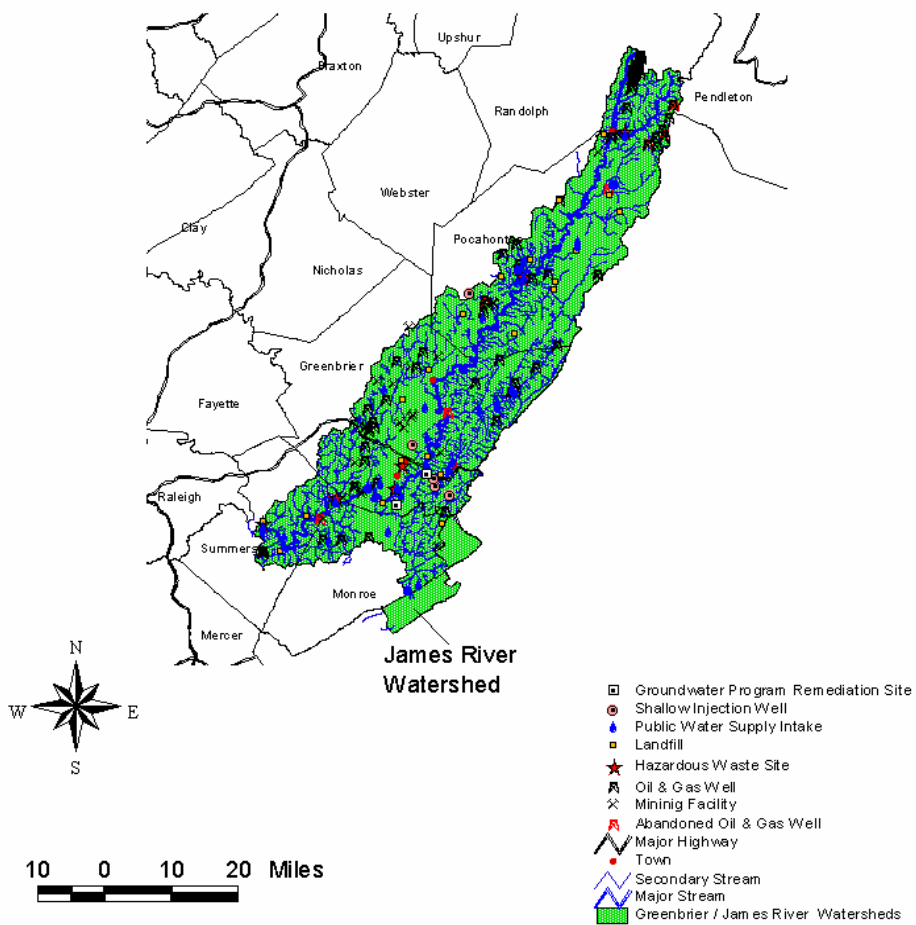 Upshur
Braxton
Pendleton
Randolph
Webster
Clay
Pocahont
Nicholas
Greenbrier
Fayette
Raleigh
Summers
Monroe
Mercer
James River
Watershed
N
W E
S
Groundwater Program Remediation Site
Shallow Injection Well
Public Water Supply Intake
Landfill
Hazardous Waste Site
Oil & Gas Well
Mininig Facility
Abandoned Oil & Gas Well
Major Highway
Town
Secondary Stream
Major Stream
Greenbrier / James River Watersheds
10 0 10 20 Miles